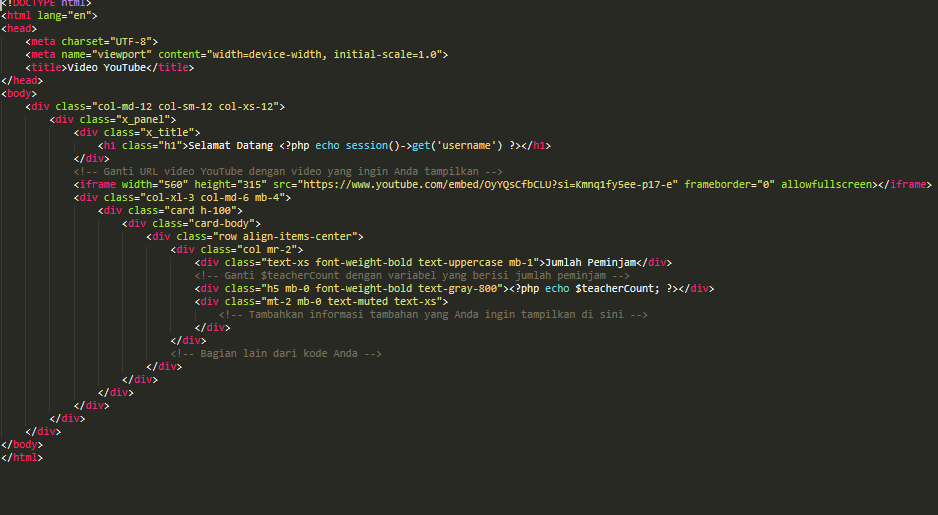 <!DOCTYPE html>
<html lang="en">
<head>
    <meta charset="UTF-8">
    <meta name="viewport" content="width=device-width, initial-scale=1.0">
    <title>Video YouTube</title>
</head>
<body>
    <div class="col-md-12 col-sm-12 col-xs-12">
        <div class="x_panel">
            <div class="x_title">
                <h1 class="h1">Selamat Datang <?php echo session()->get('username') ?></h1>
            </div>
            <!-- Ganti URL video YouTube dengan video yang ingin Anda tampilkan -->
            <iframe width="560" height="315" src="https://www.youtube.com/embed/OyYQsCfbCLU?si=Kmnq1fy5ee-p17-e" frameborder="0" allowfullscreen></iframe>
            <div class="col-xl-3 col-md-6 mb-4">
                <div class="card h-100">
                    <div class="card-body">
                        <div class="row align-items-center">
                            <div class="col mr-2">
                                <div class="text-xs font-weight-bold text-uppercase mb-1">Jumlah Peminjam</div>
                                <!-- Ganti $teacherCount dengan variabel yang berisi jumlah peminjam -->
                                <div class="h5 mb-0 font-weight-bold text-gray-800"><?php echo $teacherCount; ?></div>
                                <div class="mt-2 mb-0 text-muted text-xs">
                                    <!-- Tambahkan informasi tambahan yang Anda ingin tampilkan di sini -->
                                </div>
                            </div>
                            <!-- Bagian lain dari kode Anda -->
                        </div>
                    </div>
                </div>
            </div>
        </div>
    </div>
</body>
</html>